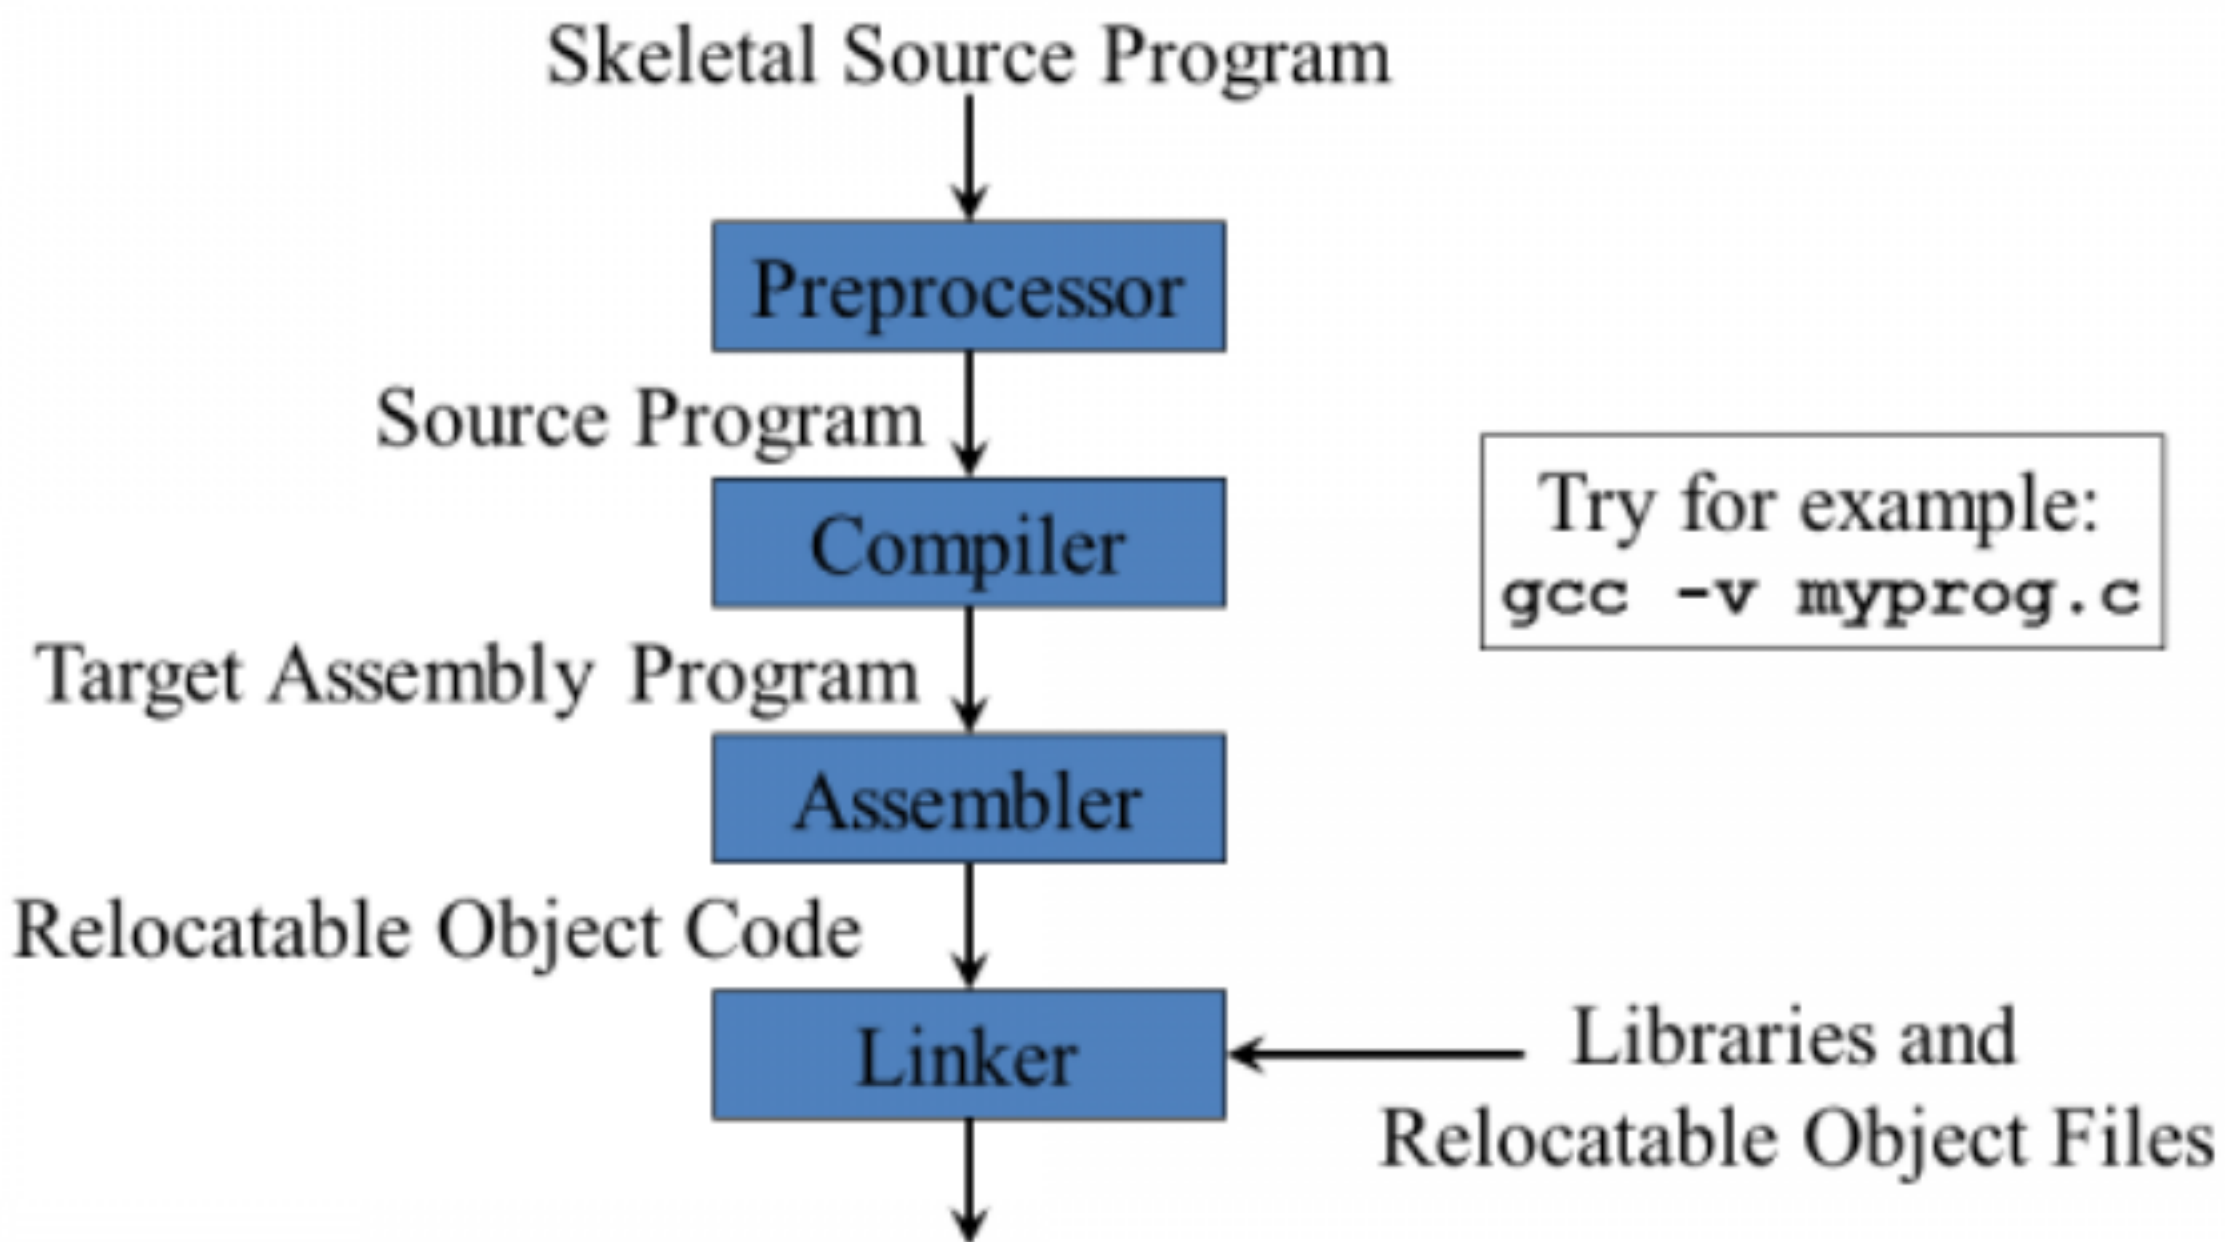 Skeletal Source Program
Preprocessor
Source Program
Compiler
Try for example:
gcc -v myprog.c
Target Assembly Program
Assembler
Relocatable Object Code
Linker
Libraries and
Relocatable Object Files